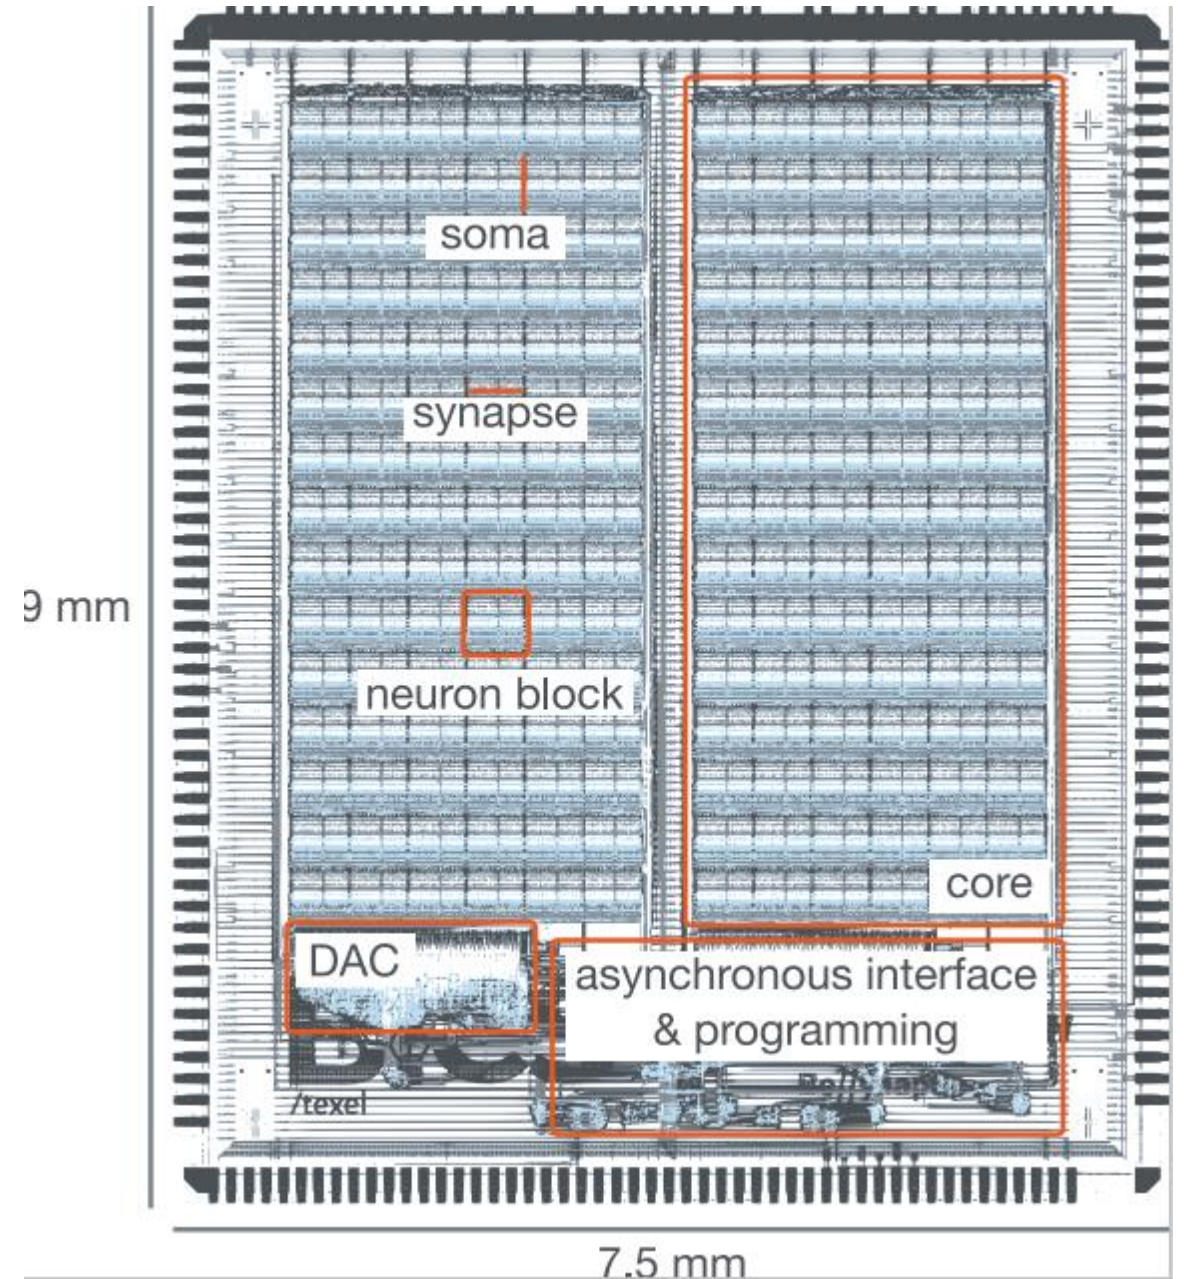 soma
synapse
9 mm
neuron block
core
DAC
asynchronous interface
& programming
/texel
7.5 mm